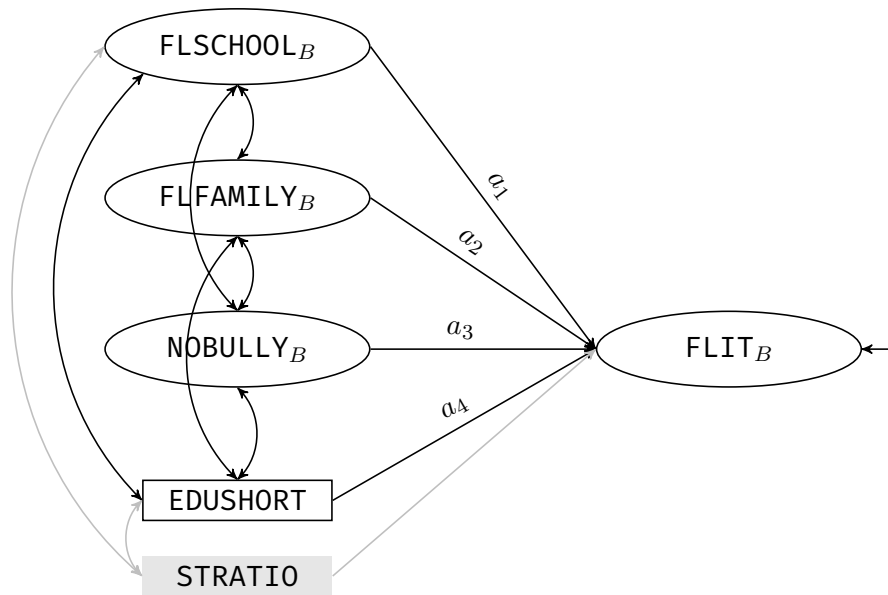 FLSCHOOL_B
a_1
FLFAMILY_B
a_2
NOBULLY_B
a_3
FLIT_B
a_4
EDUSHORT
STRATIO